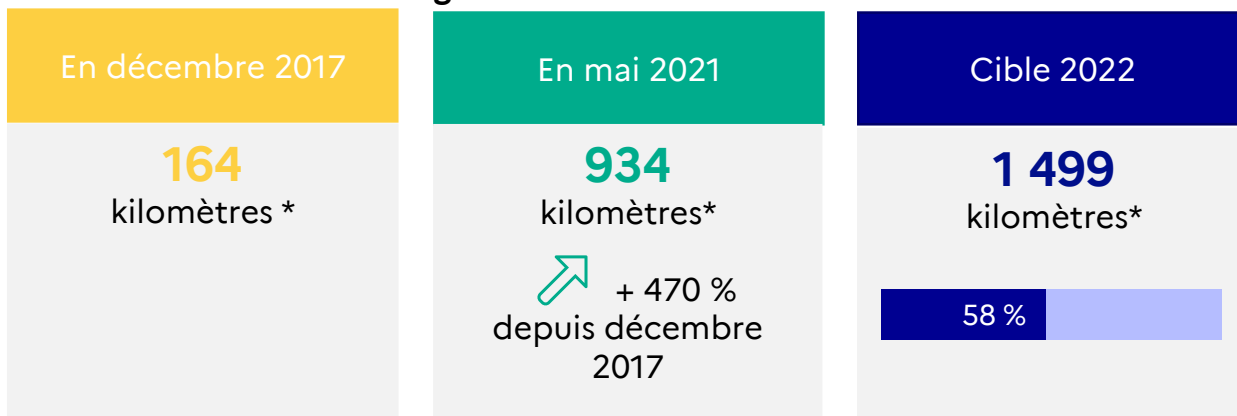 En décembre 2017
164
kilomètres *
En mai 2021
934
kilomètres*
+ 470 %
depuis décembre
2017
Cible 2022
1 499
kilomètres*
58 %